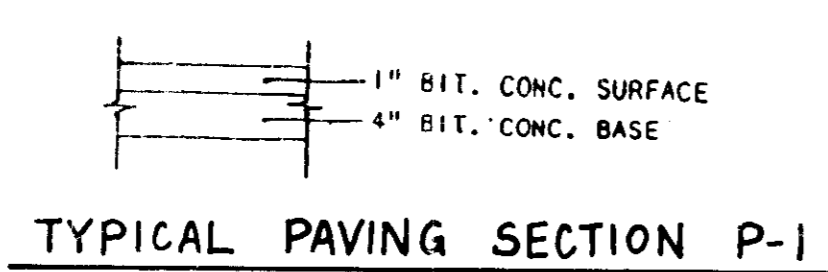 1" BIT. CONC. SURFACE
4" BIT. CONC. BASE
TYPICAL PAVING SECTION P-1